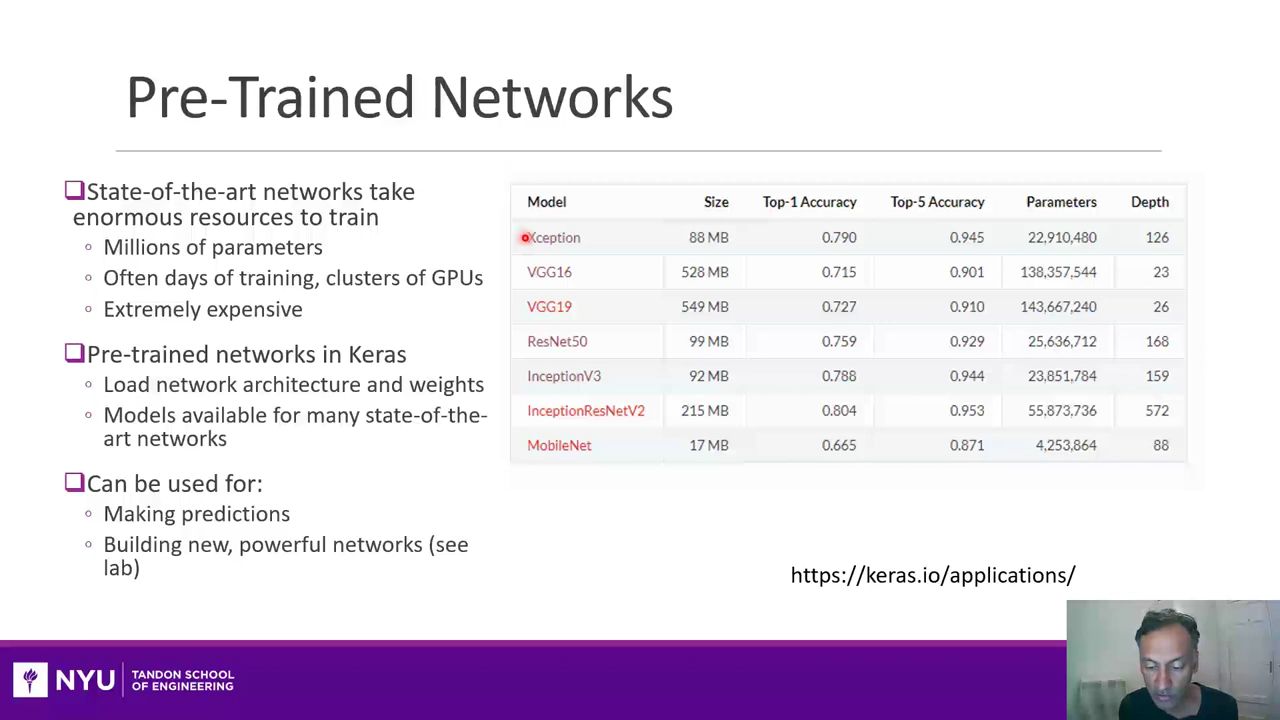 Pre-Trained Networks
State-of-the-art networks take
enormous resources to train
Millions of parameters
Often days of training, clusters of GPUs
Extremely expensive
Pre-trained networks in Keras
Load network architecture and weights
Models available for many state-of-the-
art networks
Can be used for:
Making predictions
Building new, powerful networks (see
lab)
Model Size Top-1 Accuracy Top-5 Accuracy Parameters Depth
Xception 88 MB 0.790 0.945 22,910,480 126
VGG16 528 MB 0.715 0.901 138,357,544 23
VGG19 549 MB 0.727 0.910 143,667,240 26
ResNet50 99 MB 0.759 0.929 25,636,712 168
InceptionV3 92 MB 0.788 0.944 23,851,784 159
InceptionResNetV2 215 MB 0.804 0.953 55,873,736 572
MobileNet 17 MB 0.665 0.871 4,253,864 88
https://keras.io/applications/
NYU
TANDON SCHOOL
OF ENGINEERING